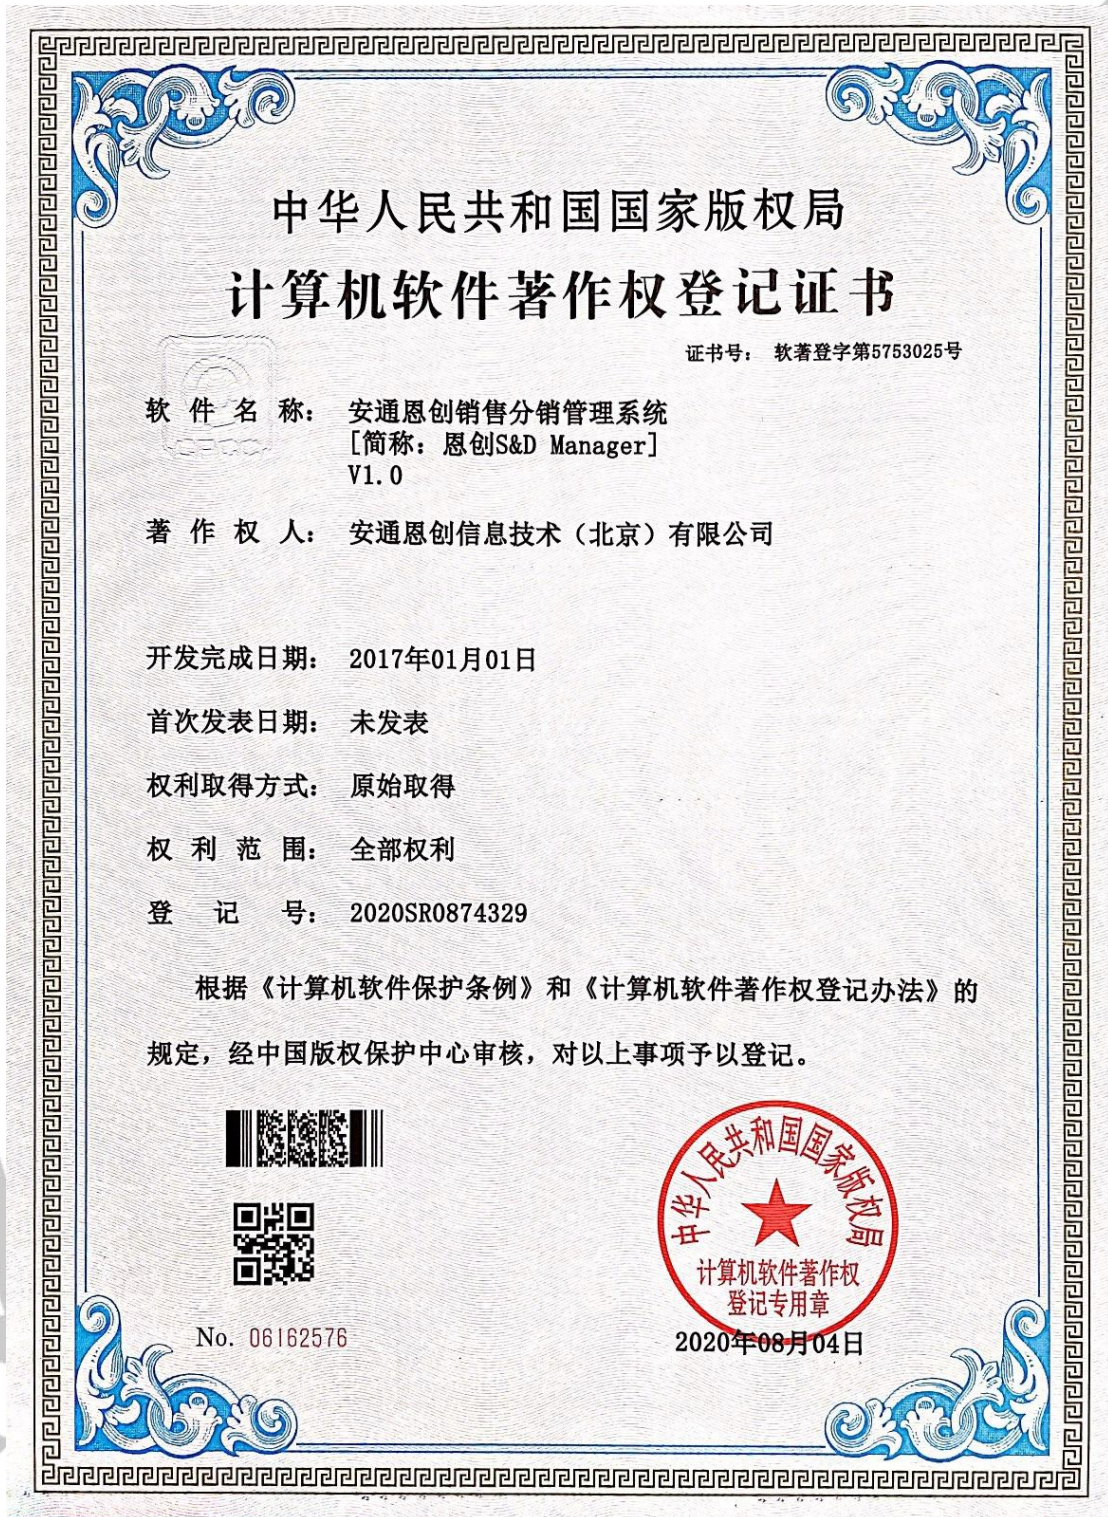 中华人民共和国国家版权局
计算机软件著作权登记证书
证书号： 软著登字第5753025号
软件名称： 安通恩创销售分销管理系统
[简称：恩创S&D Manager]
V1.0
著作权人： 安通恩创信息技术（北京）有限公司
开发完成日期： 2017年01月01日
首次发表日期： 未发表
权利取得方式： 原始取得
权利范围： 全部权利
登记号： 2020SR0874329
根据《计算机软件保护条例》和《计算机软件著作权登记办法》的
规定，经中国版权保护中心审核，对以上事项予以登记。
中华人民共和国国家版权局
计算机软件著作权
登记专用章
No. 06162576
2020年08月04日